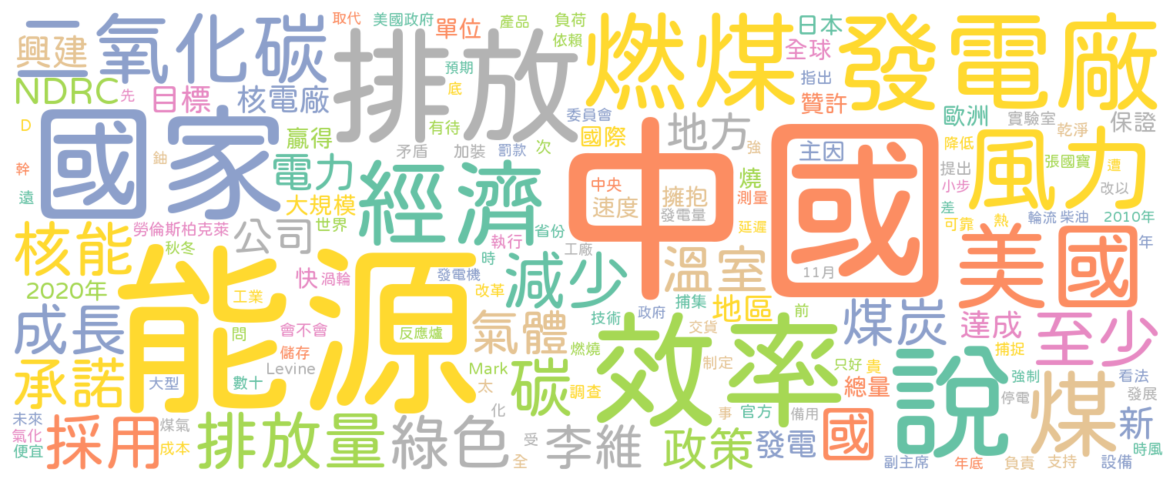 二氧化碳
興建
NDRC
先
目標
核電廠
取代
美國政府
單位
產品
負荷
依賴
預期
底
有待
排放
燃煤
發電廠
日本
全球
指出
贊許
歐洲
實驗室
乾淨
保證
D
幹
遠
國家
鈾
贏得
電力
大規模
世界
矛盾
加裝
罰款
次
委員會
國際
地方
經濟
中國
中央
速度
擁抱
發電量
強
燒
測量
延遲
主因
11月
降低
提出
小步
差
可靠
熱
風力
張國寶
遭
改以
輪流
柴油
2010年
年
核能
2020年
勞倫斯柏克萊
秋冬
公司
快
渦輪
執行
時
省份
工廠
發電機
改革
減少
技術
政府
溫室
捕集
地區
前
交貨
煤炭
美國
達成
至少
捕捉
成長
承諾
能源
工業
問
會不會
儲存
反應爐
Levine
大型
數十
氣體
燃燒
Mark
太
碳
調查
化
效率
制定
只好
貴
總量
事
官方
備用
說
強制
停電
煤
看法
發展
新
未來
氣化
便宜
採用
煤氣
成本
排放量
綠色
受
全
李維
政策
發電
國
副主席
年底
負責
支持
設備
時風